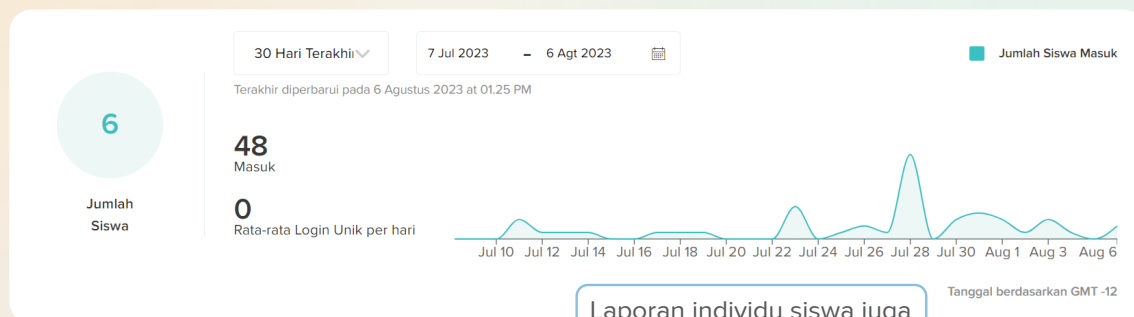 30 Hari Terakhir
7 Jul 2023 – 6 Agt 2023
Jumlah Siswa Masuk
Terakhir diperbarui pada 6 Agustus 2023 at 01.25 PM
6
Jumlah
Siswa
48
Masuk
0
Rata-rata Login Unik per hari
Jul 10 Jul 12 Jul 14 Jul 16 Jul 18 Jul 20 Jul 22 Jul 24 Jul 26 Jul 28 Jul 30 Aug 1 Aug 3 Aug 6
Tanggal berdasarkan GMT -12
Laporan individu siswa juga